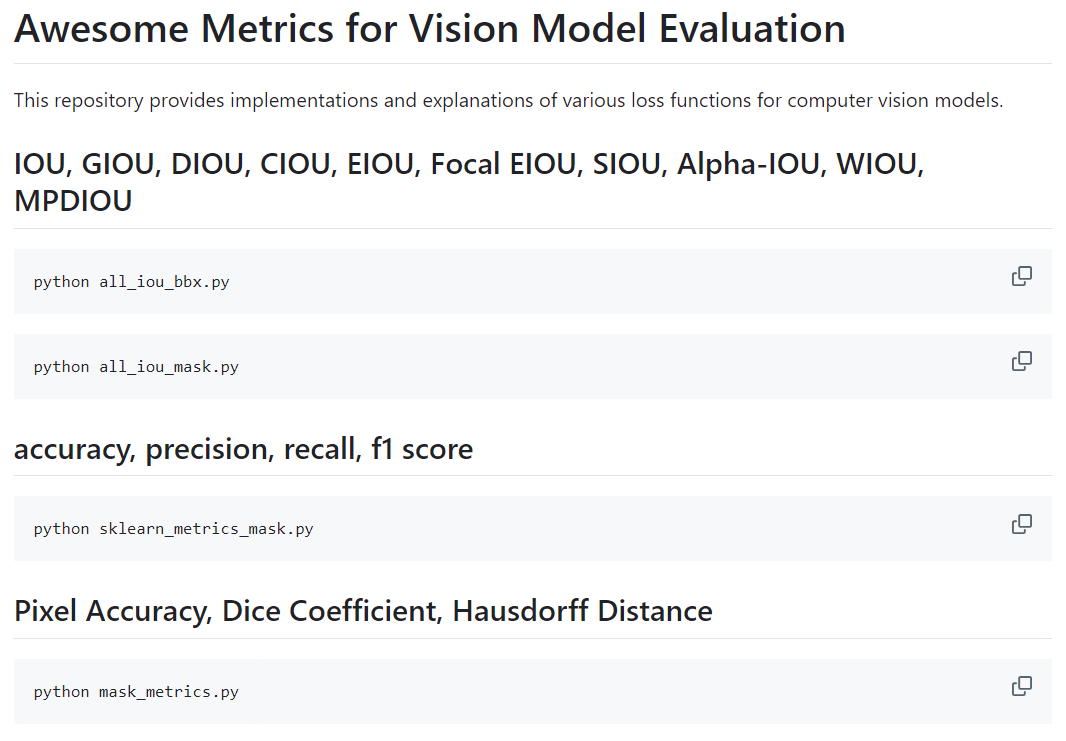 Awesome Metrics for Vision Model Evaluation
This repository provides implementations and explanations of various loss functions for computer vision models.
IOU, GIOU, DIOU, CIOU, EIOU, Focal EIOU, SIOU, Alpha-IOU, WIOU,
MPDIOU
python all_iou_bbx.py
python all_iou_mask.py
accuracy, precision, recall, f1 score
python sklearn_metrics_mask.py
Pixel Accuracy, Dice Coefficient, Hausdorff Distance
python mask_metrics.py